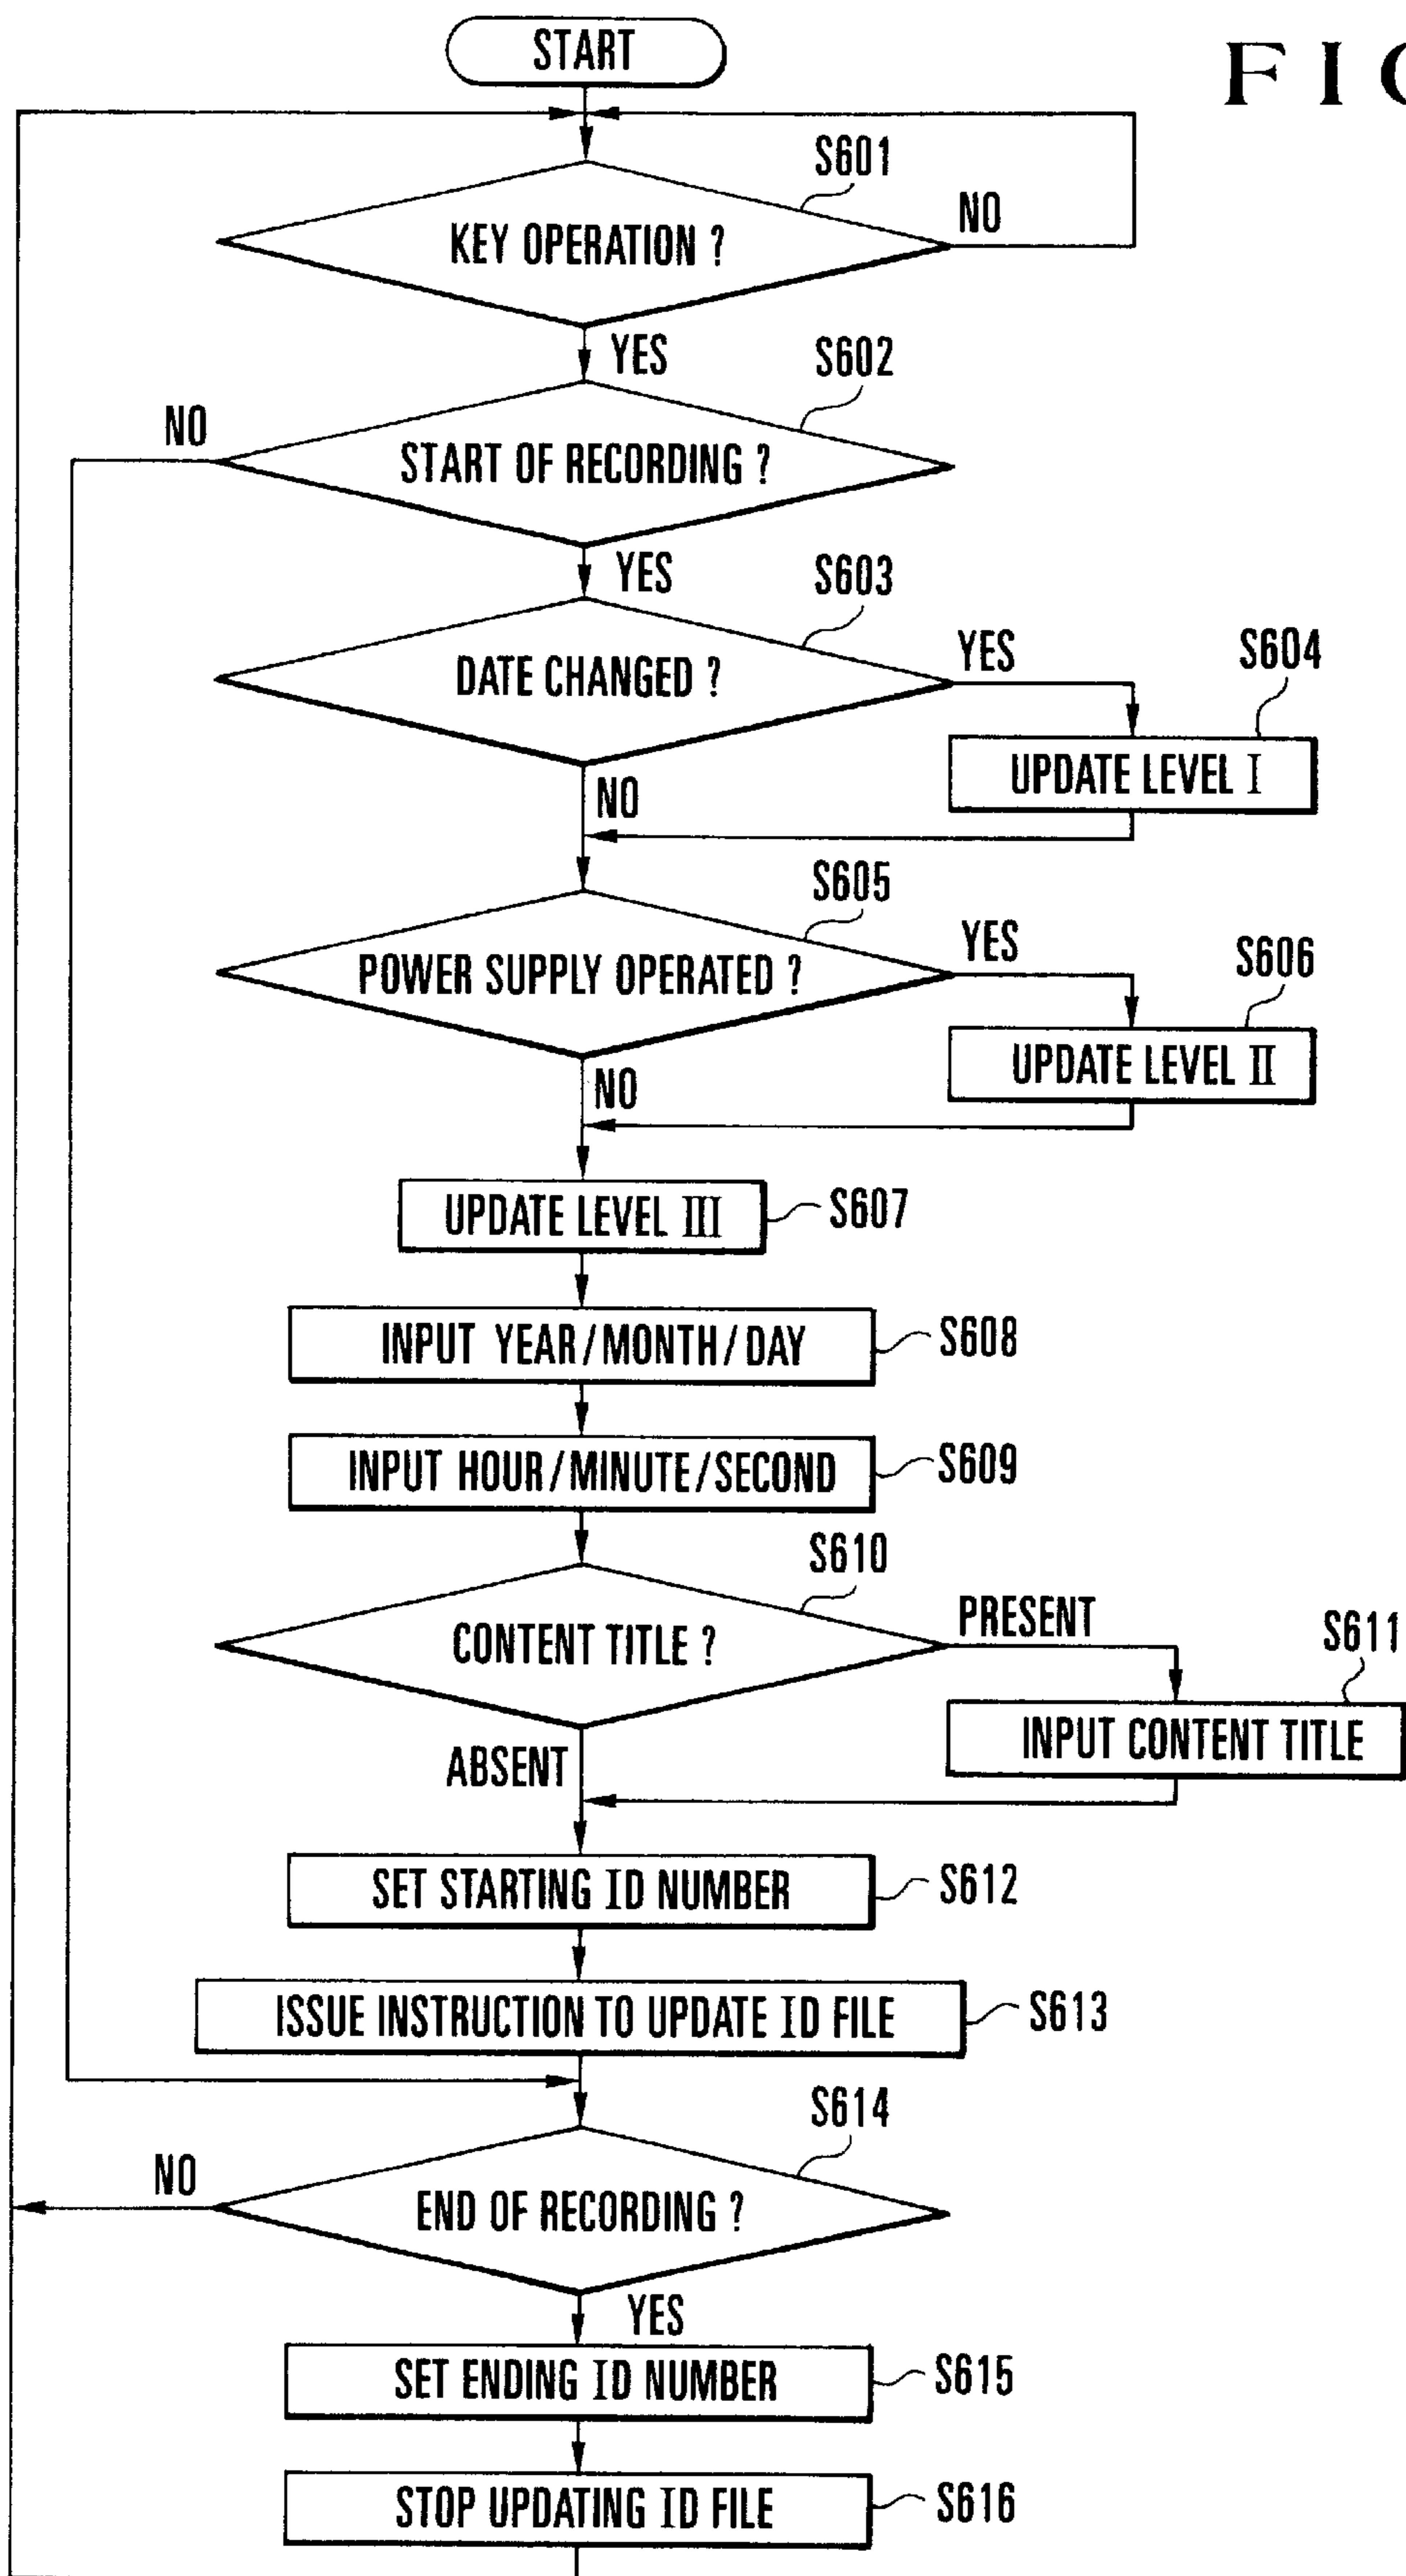 START
FIG
S601
KEY OPERATION ?
NO
YES
S602
NO
START OF RECORDING ?
YES
S603
DATE CHANGED ?
YES
S604
UPDATE LEVEL I
NO
S605
POWER SUPPLY OPERATED ?
YES
S606
UPDATE LEVEL II
NO
UPDATE LEVEL III
S607
INPUT YEAR/MONTH/DAY
S608
INPUT HOUR/MINUTE/SECOND
S609
S610
CONTENT TITLE ?
PRESENT
S611
INPUT CONTENT TITLE
ABSENT
SET STARTING ID NUMBER
S612
ISSUE INSTRUCTION TO UPDATE ID FILE
S613
S614
NO
END OF RECORDING ?
YES
SET ENDING ID NUMBER
S615
STOP UPDATING ID FILE
S616